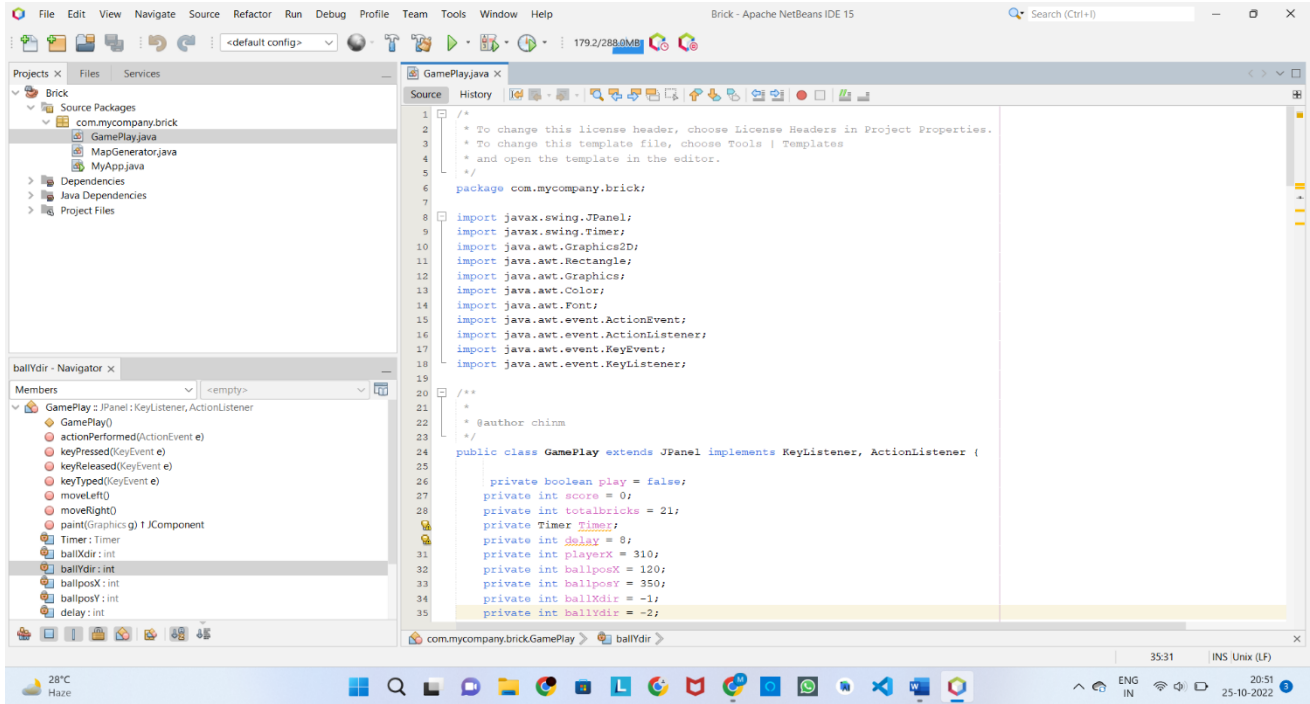 File Edit View Navigate Source Refactor Run Debug Profile Team Tools Window Help
Brick - Apache NetBeans IDE 15
Search (Ctrl+I)
<default config>
179.2/288.0MB
Projects Files Services
Brick
Source Packages
com.mycompany.brick
GamePlay.java
MapGenerator.java
MyApp.java
Dependencies
Java Dependencies
Project Files
ballYdir - Navigator
Members <empty>
GamePlay :: JPanel : KeyListener, ActionListener
GamePlay()
actionPerformed(ActionEvent e)
keyPressed(KeyEvent e)
keyReleased(KeyEvent e)
keyTyped(KeyEvent e)
moveLeft()
moveRight()
paint(Graphics g) ↑ JComponent
Timer : Timer
ballXdir : int
ballYdir : int
ballposX : int
ballposY : int
delay : int
GamePlay.java
Source History
1 /*
2 * To change this license header, choose License Headers in Project Properties.
3 * To change this template file, choose Tools | Templates
4 * and open the template in the editor.
5 */
6 package com.mycompany.brick;
7
8 import javax.swing.JPanel;
9 import javax.swing.Timer;
10 import java.awt.Graphics2D;
11 import java.awt.Rectangle;
12 import java.awt.Graphics;
13 import java.awt.Color;
14 import java.awt.Font;
15 import java.awt.event.ActionEvent;
16 import java.awt.event.ActionListener;
17 import java.awt.event.KeyEvent;
18 import java.awt.event.KeyListener;
19
20 /**
21 *
22 * @author chinm
23 */
24 public class GamePlay extends JPanel implements KeyListener, ActionListener {
25
26 private boolean play = false;
27 private int score = 0;
28 private int totalbricks = 21;
private Timer Timer;
private int delay = 8;
31 private int playerX = 310;
32 private int ballposX = 120;
33 private int ballposY = 350;
34 private int ballXdir = -1;
35 private int ballYdir = -2;
com.mycompany.brick.GamePlay ballYdir
35:31 INS Unix (LF)
28°C
Haze
ENG
IN
20:51
25-10-2022
3